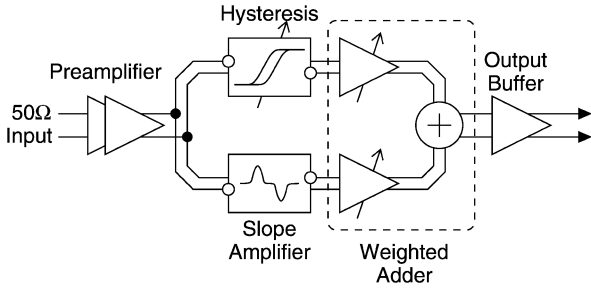 Hysteresis
Preamplifier
Output
Buffer
50Ω
Input
Slope
Amplifier
Weighted
Adder